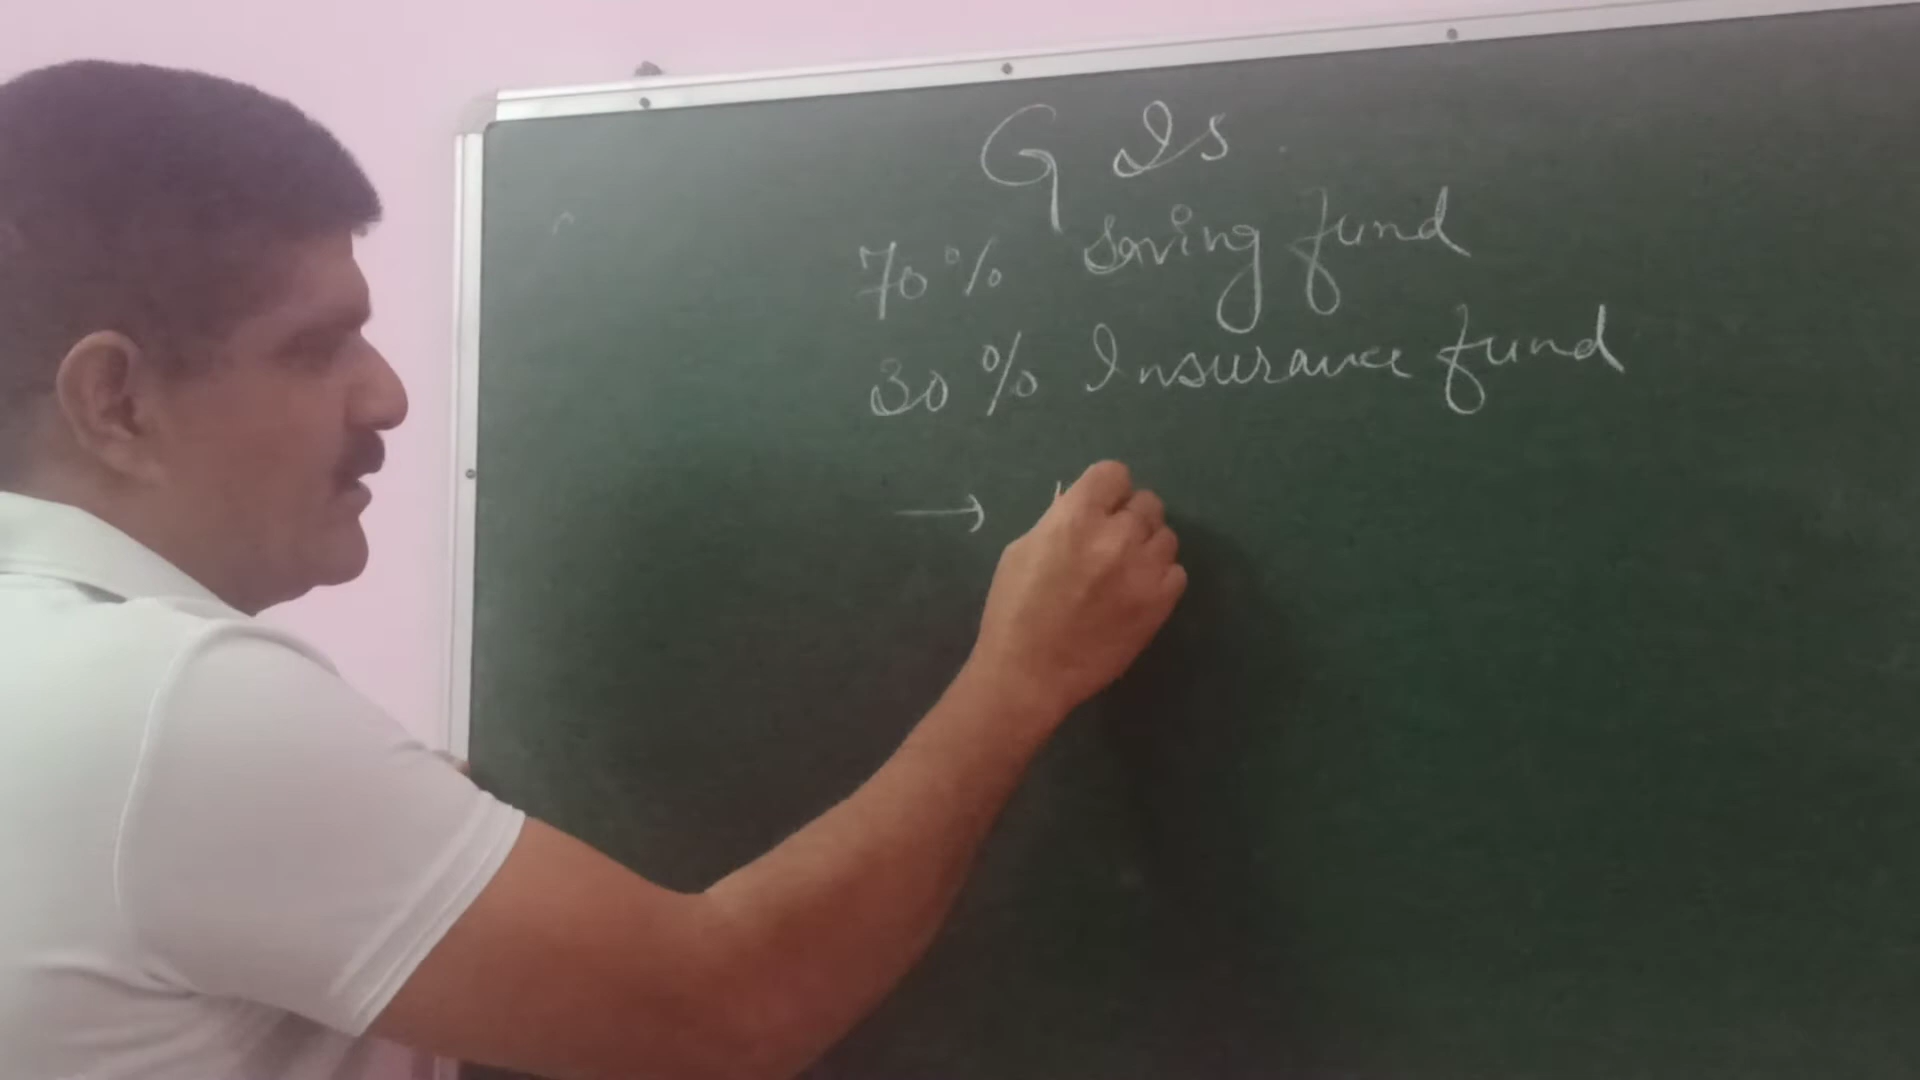 G Is
70% Saving fund
30% Insurance fund
→